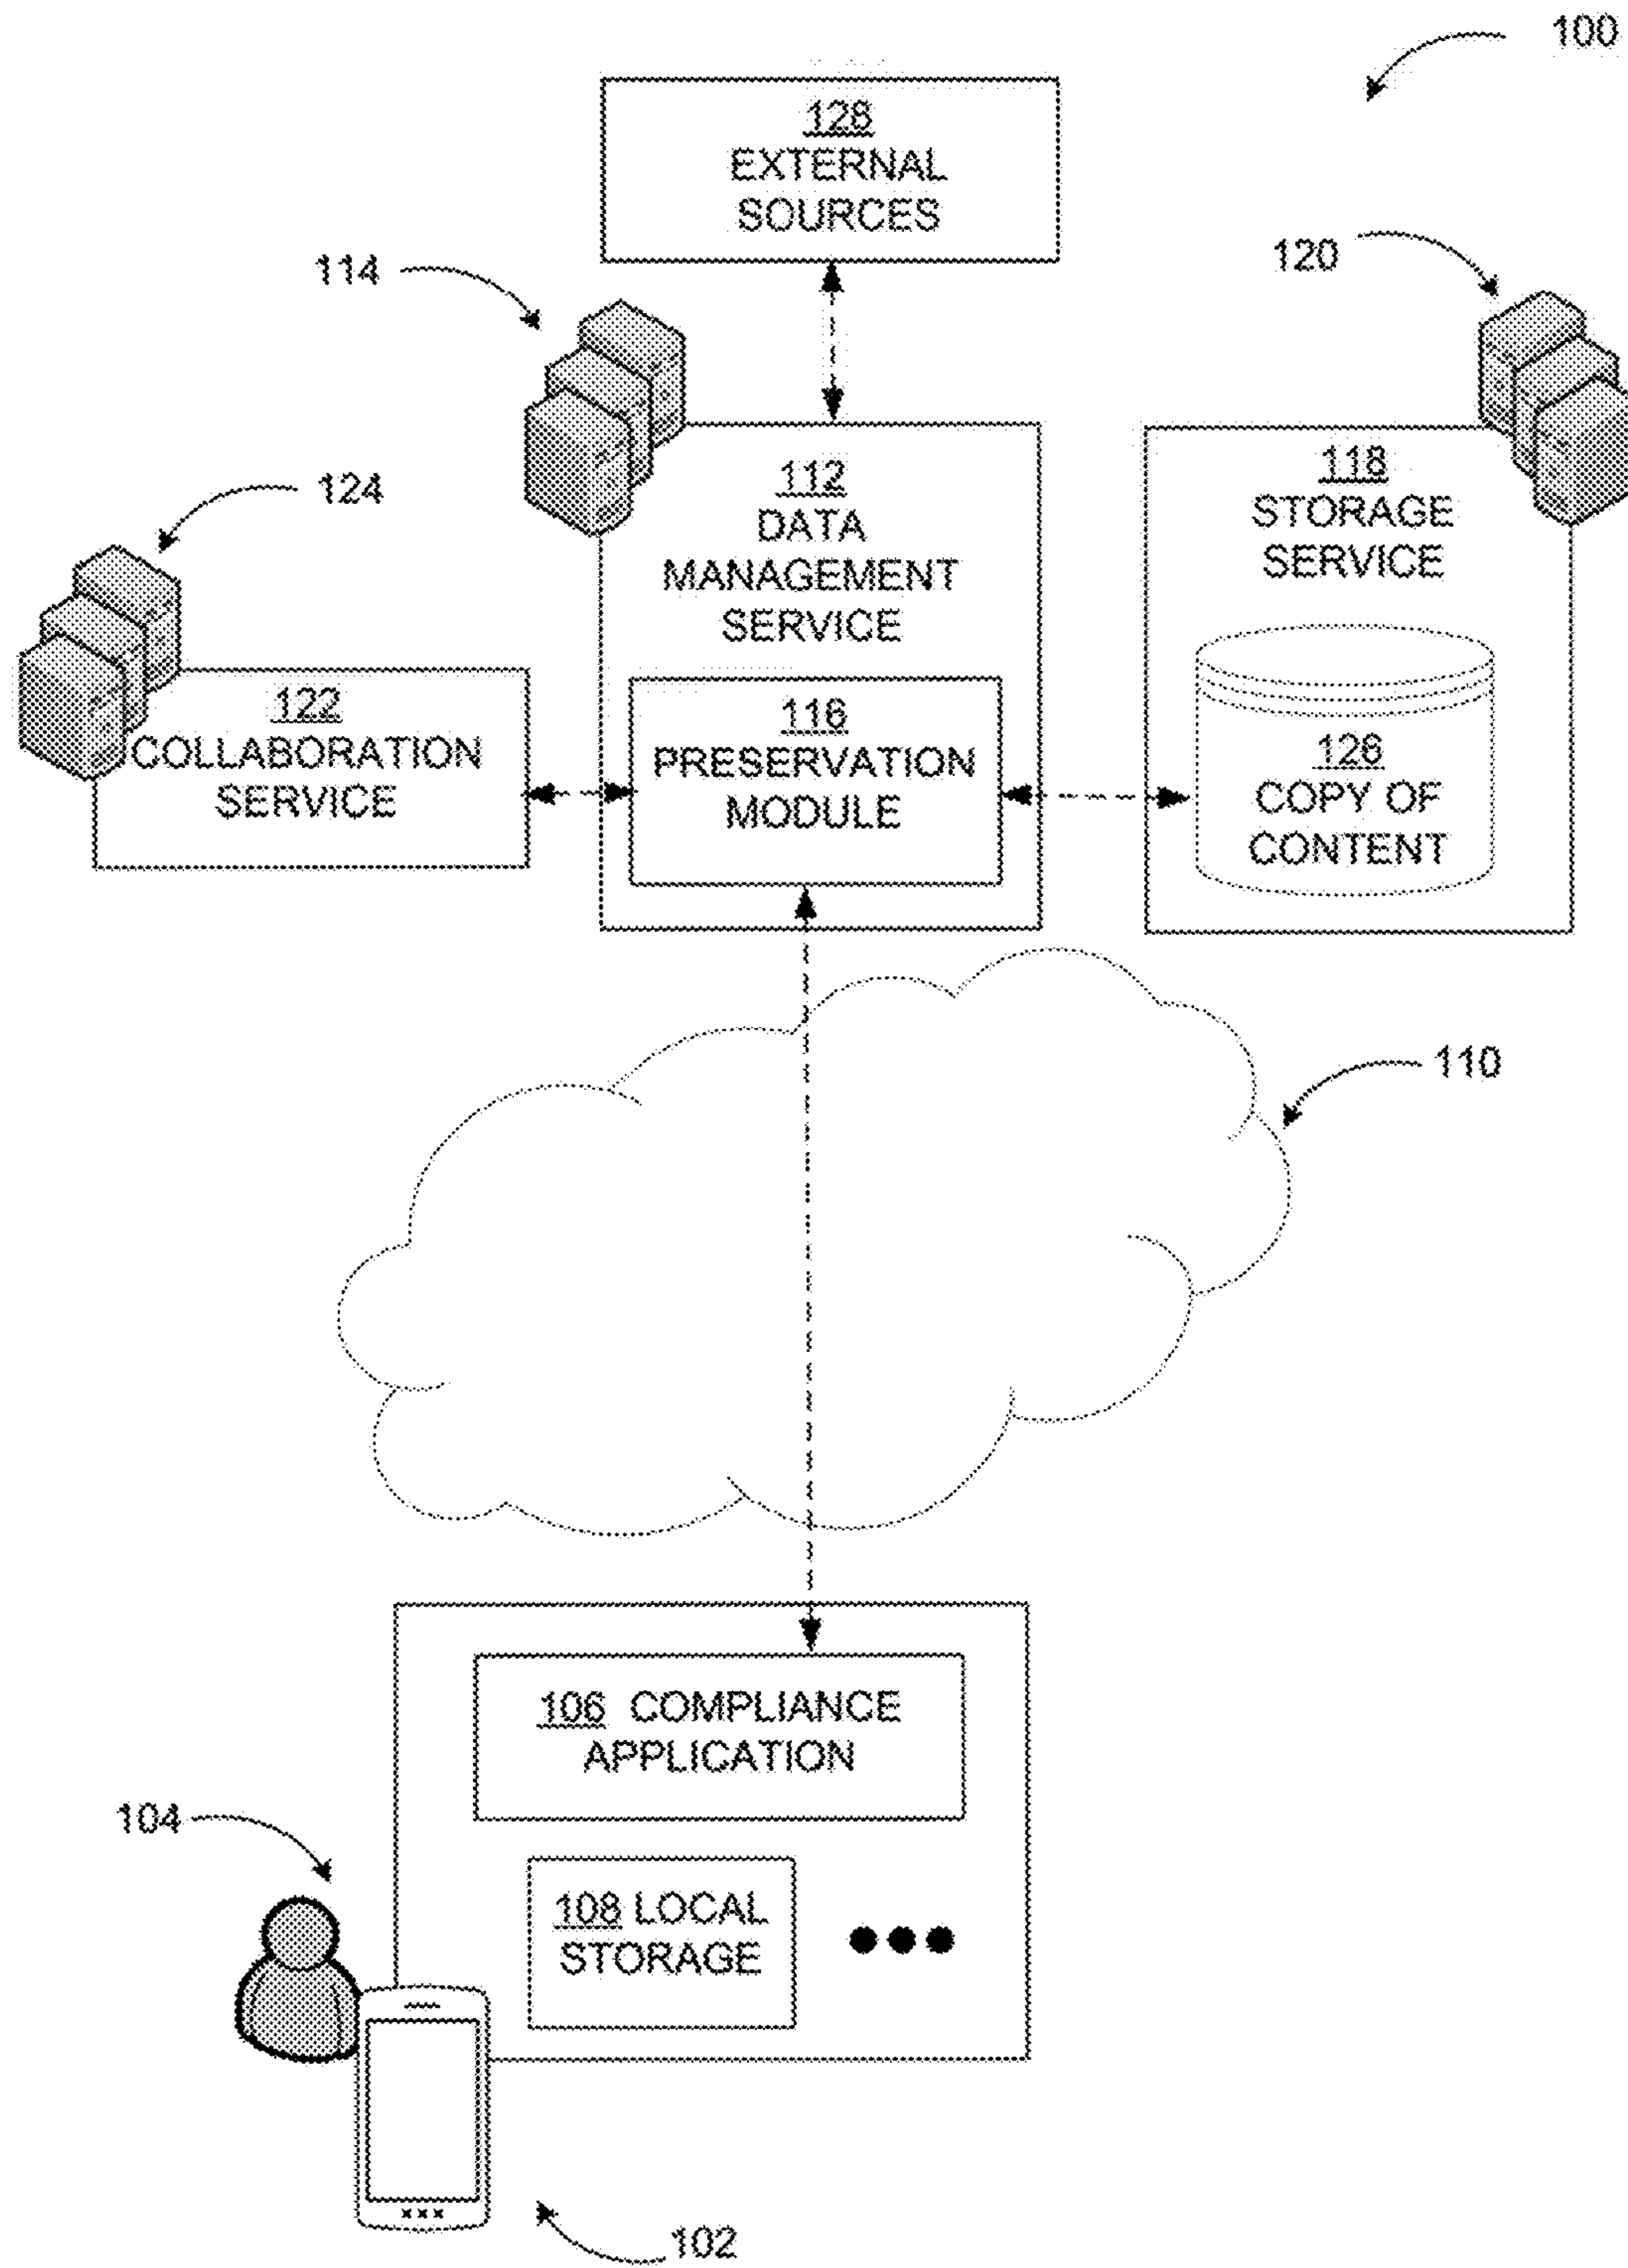 100
128
EXTERNAL
SOURCES
114
120
112
DATA
MANAGEMENT
SERVICE
118
STORAGE
SERVICE
124
122
COLLABORATION
SERVICE
116
PRESERVATION
MODULE
126
COPY OF
CONTENT
110
106 COMPLIANCE
APPLICATION
104
108 LOCAL
STORAGE
102